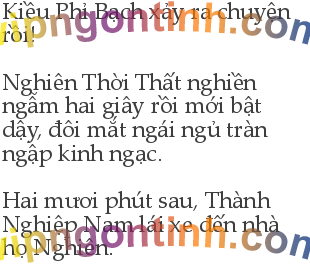 Kiều Phỉ Bạch xảy ra chuyện
rồi.
Nghiên Thời Thất nghiền
ngẫm hai giây rồi mới bật
dậy, đôi mắt ngái ngủ tràn
ngập kinh ngạc.
Hai mươi phút sau, Thành
Nghiệp Nam lái xe đến nhà
họ Nghiên.